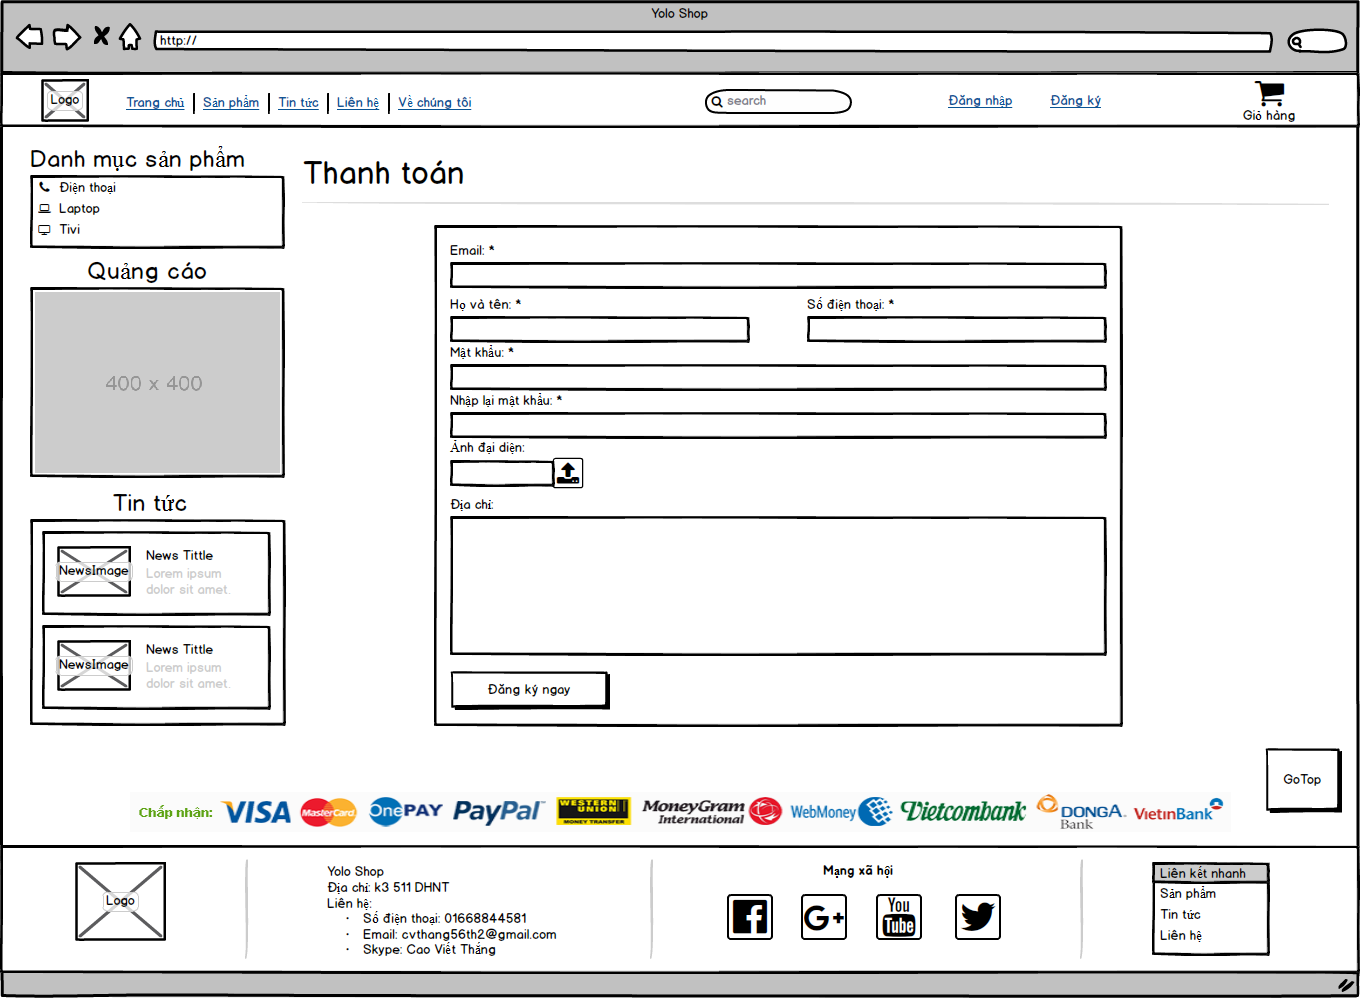 Yolo Shop
http://
Logo
Trang chủ
Sản phẩm
Tin tức
Liên hệ
Về chúng tôi
search
Đăng nhập
Đăng ký
Giỏ hàng
Danh mục sản phẩm
Điện thoại
Laptop
Tivi
Quảng cáo
400 x 400
Tin tức
News Tittle
NewsImage
Lorem ipsum
dolor sit amet.
News Tittle
NewsImage
Lorem ipsum
dolor sit amet.
Thanh toán
Email: *
Họ và tên: *
Số điện thoại: *
Mật khẩu: *
Nhập lại mật khẩu: *
Ảnh đại diện:
Địa chỉ:
Đăng ký ngay
GoTop
Chấp nhận:
VISA
MasterCard
OnePAY
PayPal
WESTERN
UNION
MONEY TRANSFER
MoneyGram
International
WebMoney
Vietcombank
DONGA
Bank
VietinBank
Logo
Yolo Shop
Địa chỉ: k3 511 DHNT
Liên hệ:
· Số điện thoại: 01668844581
· Email: cvthang56th2@gmail.com
· Skype: Cao Viết Thắng
Mạng xã hội
G+
You
Tube
Liên kết nhanh
Sản phẩm
Tin tức
Liên hệ